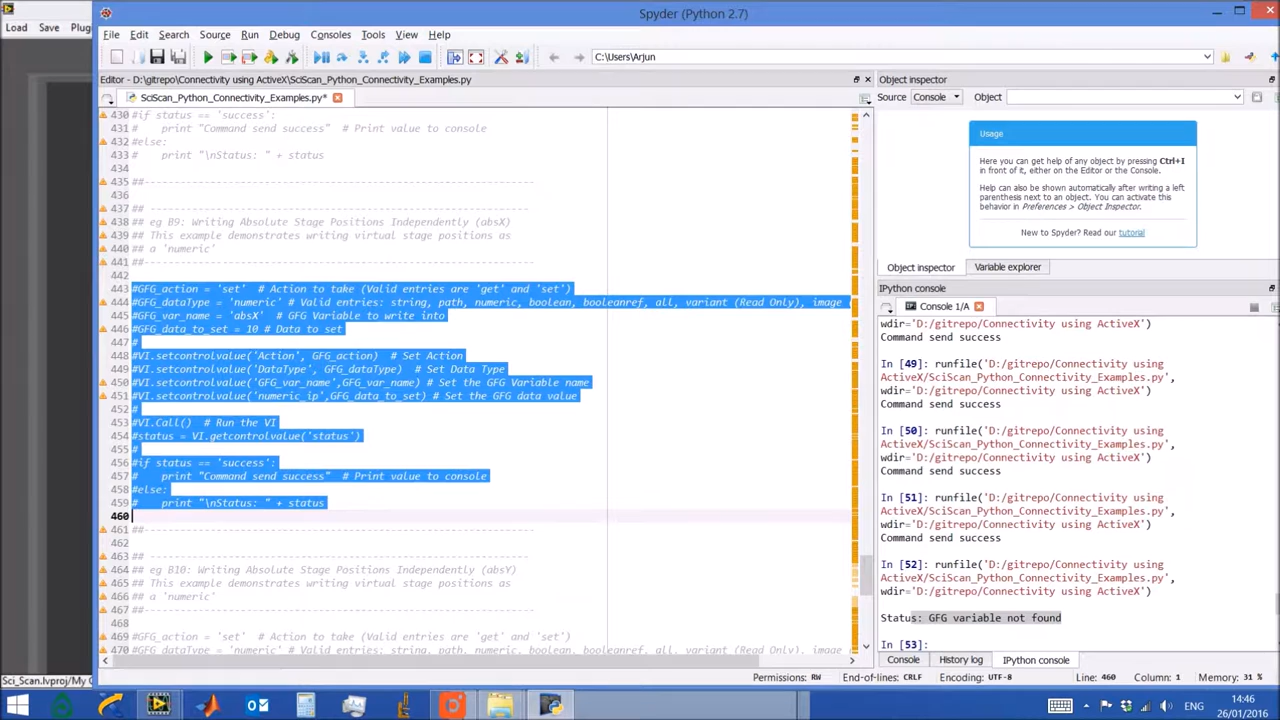 Spyder (Python 2.7)
Load Save Plug
File Edit Search Source Run Debug Consoles Tools View Help
C:\Users\Arjun
Editor - D:\gitrepo\Connectivity using ActiveX\SciScan_Python_Connectivity_Examples.py
SciScan_Python_Connectivity_Examples.py*
430 #if status == 'success':
431 #    print "Command send success"  # Print value to console
432 #else:
433 #    print "\nStatus: " + status
434
435 ##-----------------------------------------------------------------
436
437 ## ----------------------------------------------------------------
438 ## eg B9: Writing Absolute Stage Positions Independently (absX)
439 ## This example demonstrates writing virtual stage positions as
440 ## a 'numeric'
441 ##-----------------------------------------------------------------
442
443 #GFG_action = 'set'  # Action to take (Valid entries are 'get' and 'set')
444 #GFG_dataType = 'numeric' # Valid entries: string, path, numeric, boolean, booleanref, all, variant (Read Only), image (
445 #GFG_var_name = 'absX'  # GFG Variable to write into
446 #GFG_data_to_set = 10 # Data to set
447 #
448 #VI.setcontrolvalue('Action', GFG_action)  # Set Action
449 #VI.setcontrolvalue('DataType', GFG_dataType)  # Set Data Type
450 #VI.setcontrolvalue('GFG_var_name',GFG_var_name) # Set the GFG Variable name
451 #VI.setcontrolvalue('numeric_ip',GFG_data_to_set) # Set the GFG data value
452 #
453 #VI.Call()  # Run the VI
454 #status = VI.getcontrolvalue('status')
455 #
456 #if status == 'success':
457 #    print "Command send success"  # Print value to console
458 #else:
459 #    print "\nStatus: " + status
460
461 ##-----------------------------------------------------------------
462
463 ## ----------------------------------------------------------------
464 ## eg B10: Writing Absolute Stage Positions Independently (absY)
465 ## This example demonstrates writing virtual stage positions as
466 ## a 'numeric'
467 ##-----------------------------------------------------------------
468
469 #GFG_action = 'set'  # Action to take (Valid entries are 'get' and 'set')
470 #GFG_dataType = 'numeric' # Valid entries: string, path, numeric, boolean, booleanref, all, variant (Read Only), image (
Object inspector
Source Console Object
Usage
Here you can get help of any object by pressing Ctrl+I
in front of it, either on the Editor or the Console.
Help can also be shown automatically after writing a left
parenthesis next to an object. You can activate this
behavior in Preferences > Object Inspector.
New to Spyder? Read our tutorial
Object inspector Variable explorer
IPython console
Console 1/A
wdir='D:/gitrepo/Connectivity using ActiveX')
Command send success
In [49]: runfile('D:/gitrepo/Connectivity using
ActiveX/SciScan_Python_Connectivity_Examples.py',
wdir='D:/gitrepo/Connectivity using ActiveX')
Command send success
In [50]: runfile('D:/gitrepo/Connectivity using
ActiveX/SciScan_Python_Connectivity_Examples.py',
wdir='D:/gitrepo/Connectivity using ActiveX')
Command send success
In [51]: runfile('D:/gitrepo/Connectivity using
ActiveX/SciScan_Python_Connectivity_Examples.py',
wdir='D:/gitrepo/Connectivity using ActiveX')
Command send success
In [52]: runfile('D:/gitrepo/Connectivity using
ActiveX/SciScan_Python_Connectivity_Examples.py',
wdir='D:/gitrepo/Connectivity using ActiveX')
Status: GFG variable not found
In [53]:
Console History log IPython console
Permissions: RW End-of-lines: CRLF Encoding: UTF-8 Line: 460 Column: 1 Memory: 31 %
Sci_Scan.lvproj/My C
ENG
14:46
26/01/2016